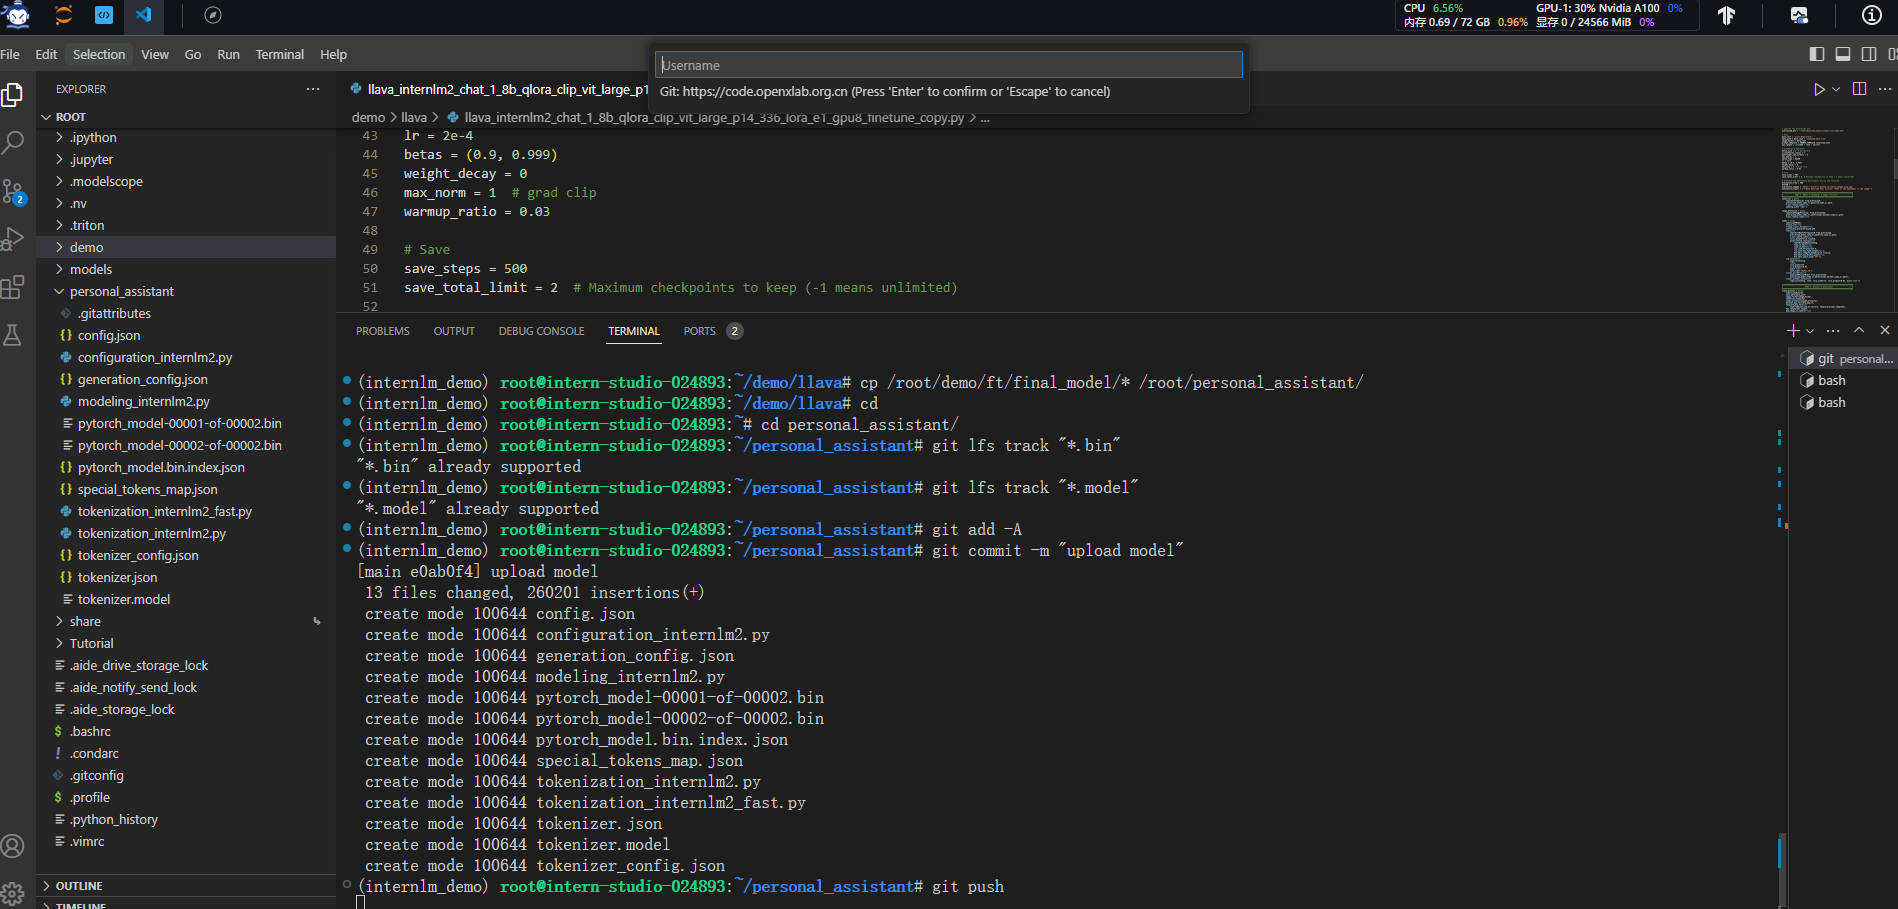 CPU 6.56% GPU-1: 30% Nvidia A100 0%
内存 0.69 / 72 GB 0.96% 显存 0 / 24566 MiB 0%
File Edit Selection View Go Run Terminal Help
Username
Git: https://code.openxlab.org.cn (Press 'Enter' to confirm or 'Escape' to cancel)
EXPLORER
llava_internlm2_chat_1_8b_qlora_clip_vit_large_p1
demo > llava > llava_internlm2_chat_1_8b_qlora_clip_vit_large_p14_336_lora_e1_gpu8_finetune_copy.py > ...
ROOT
.ipython
.jupyter
.modelscope
.nv
.triton
demo
models
personal_assistant
.gitattributes
config.json
configuration_internlm2.py
generation_config.json
modeling_internlm2.py
pytorch_model-00001-of-00002.bin
pytorch_model-00002-of-00002.bin
pytorch_model.bin.index.json
special_tokens_map.json
tokenization_internlm2_fast.py
tokenization_internlm2.py
tokenizer_config.json
tokenizer.json
tokenizer.model
share
Tutorial
.aide_drive_storage_lock
.aide_notify_send_lock
.aide_storage_lock
.bashrc
.condarc
.gitconfig
.profile
.python_history
.vimrc
OUTLINE
TIMELINE
2
43 lr = 2e-4
44 betas = (0.9, 0.999)
45 weight_decay = 0
46 max_norm = 1  # grad clip
47 warmup_ratio = 0.03
48
49 # Save
50 save_steps = 500
51 save_total_limit = 2  # Maximum checkpoints to keep (-1 means unlimited)
52
PROBLEMS OUTPUT DEBUG CONSOLE TERMINAL PORTS 2
(internlm_demo) root@intern-studio-024893:~/demo/llava# cp /root/demo/ft/final_model/* /root/personal_assistant/
(internlm_demo) root@intern-studio-024893:~/demo/llava# cd
(internlm_demo) root@intern-studio-024893:~# cd personal_assistant/
(internlm_demo) root@intern-studio-024893:~/personal_assistant# git lfs track "*.bin"
"*.bin" already supported
(internlm_demo) root@intern-studio-024893:~/personal_assistant# git lfs track "*.model"
"*.model" already supported
(internlm_demo) root@intern-studio-024893:~/personal_assistant# git add -A
(internlm_demo) root@intern-studio-024893:~/personal_assistant# git commit -m "upload model"
[main e0ab0f4] upload model
13 files changed, 260201 insertions(+)
create mode 100644 config.json
create mode 100644 configuration_internlm2.py
create mode 100644 generation_config.json
create mode 100644 modeling_internlm2.py
create mode 100644 pytorch_model-00001-of-00002.bin
create mode 100644 pytorch_model-00002-of-00002.bin
create mode 100644 pytorch_model.bin.index.json
create mode 100644 special_tokens_map.json
create mode 100644 tokenization_internlm2.py
create mode 100644 tokenization_internlm2_fast.py
create mode 100644 tokenizer.json
create mode 100644 tokenizer.model
create mode 100644 tokenizer_config.json
(internlm_demo) root@intern-studio-024893:~/personal_assistant# git push
git personal...
bash
bash